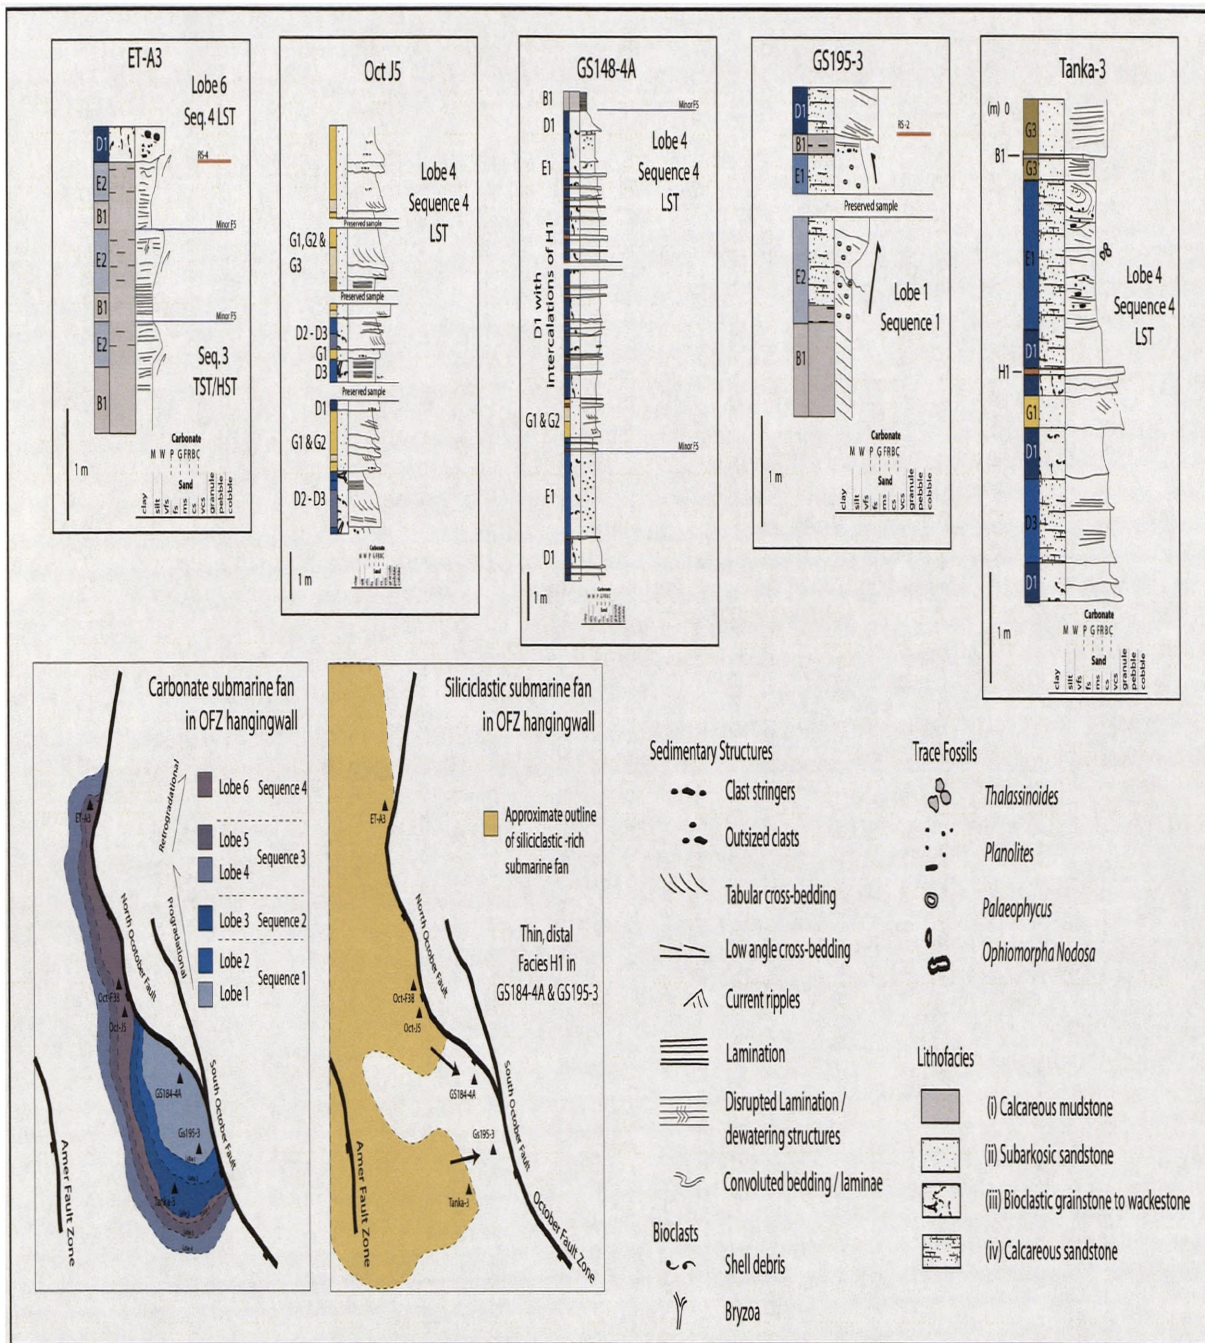 ET-A3
Lobe 6
Seq. 4 LST
D1
RS-4
E2
B1
Minor FS
E2
B1
Minor FS
E2
Seq. 3
TST/HST
B1
1 m
Carbonate
M W P G FR B C
Sand
clay
silt
vfs
fs
ms
cs
vcs
granule
pebble
cobble
Oct J5
Lobe 4
Sequence 4
LST
Preserved sample
G1, G2 &
G3
Preserved sample
D2 - D3
G1
D3
Preserved sample
D1
G1 & G2
D2 - D3
1 m
Carbonate
Sand
GS148-4A
B1
Minor FS
D1
Lobe 4
Sequence 4
LST
E1
D1 with
Intercalations of H1
G1 & G2
Minor FS
E1
D1
1 m
Carbonate
Sand
GS195-3
D1
RS-2
B1
E1
Preserved sample
E2
Lobe 1
Sequence 1
B1
1 m
Carbonate
M W P G FR B C
Sand
clay
silt
vfs
fs
ms
cs
vcs
granule
pebble
cobble
Tanka-3
(m) 0
G3
B1
G3
E1
Lobe 4
Sequence 4
LST
D1
H1
G1
D1
D3
D1
1 m
Carbonate
M W P G FR B C
Sand
clay
silt
vfs
fs
ms
cs
vcs
granule
pebble
cobble
Carbonate submarine fan
in OFZ hangingwall
Retrogradational
Progradational
Lobe 6 Sequence 4
Lobe 5
Sequence 3
Lobe 4
Lobe 3 Sequence 2
Lobe 2
Sequence 1
Lobe 1
ET-A3
North Ocotober Fault
Oct-F3B
Oct-J5
GS184-4A
Gs195-3
South October Fault
Tanka-3
Amer Fault Zone
Siliciclastic submarine fan
in OFZ hangingwall
Approximate outline
of siliciclastic -rich
submarine fan
ET-A3
North October Fault
Thin, distal
Facies H1 in
GS184-4A & GS195-3
Oct-F3B
Oct-J5
GS184-4A
South October Fault
Gs195-3
Tanka-3
Amer Fault Zone
October Fault Zone
Sedimentary Structures
Clast stringers
Outsized clasts
Tabular cross-bedding
Low angle cross-bedding
Current ripples
Lamination
Disrupted Lamination /
dewatering structures
Convoluted bedding / laminae
Bioclasts
Shell debris
Bryzoa
Trace Fossils
Thalassinoides
Planolites
Palaeophycus
Ophiomorpha Nodosa
Lithofacies
(i) Calcareous mudstone
(ii) Subarkosic sandstone
(iii) Bioclastic grainstone to wackestone
(iv) Calcareous sandstone